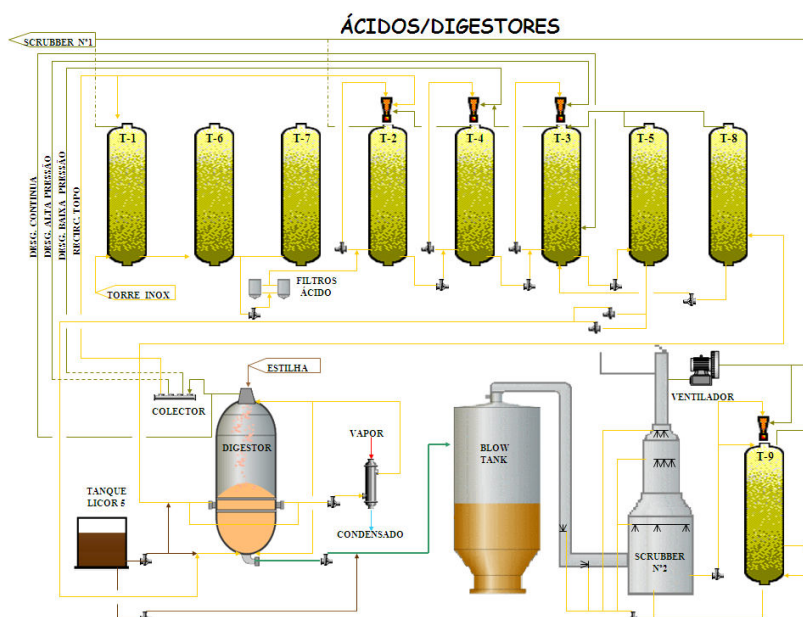 ÁCIDOS/DIGESTORES
SCRUBBER Nº1
T-1
T-6
T-7
T-2
T-4
T-3
T-5
T-8
DESG. CONTINUA
DESG. ALTA PRESSÃO
DESG. BAIXA PRESSÃO
RECIRC. TOPO
TORRE INOX
FILTROS
ÁCIDO
ESTILHA
COLECTOR
VENTILADOR
DIGESTOR
VAPOR
BLOW
TANK
T-9
TANQUE
LICOR 5
CONDENSADO
SCRUBBER
Nº2